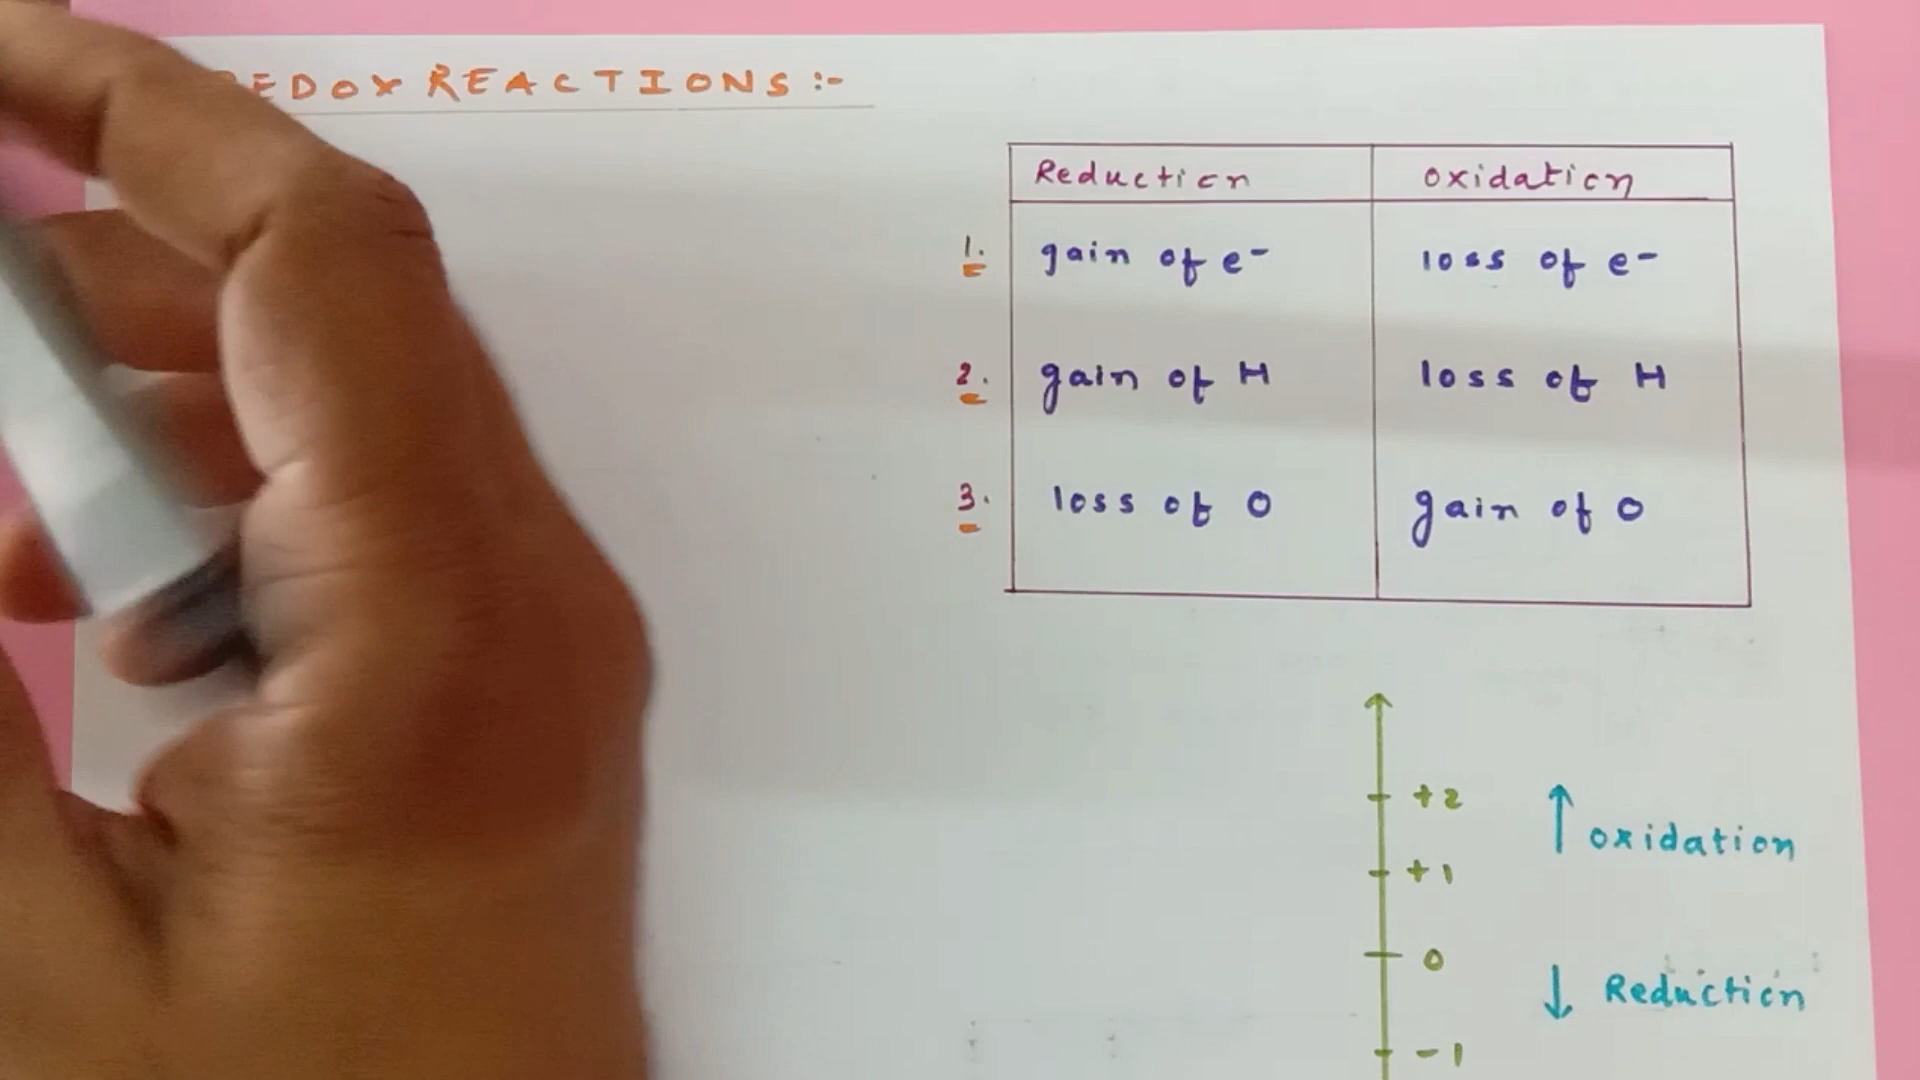 REDOX REACTIONS :-
Reduction oxidation
1. gain of e- loss of e-
2. gain of H loss of H
3. loss of O gain of O
+2
↑ oxidation
+1
0
↓ Reduction
-1